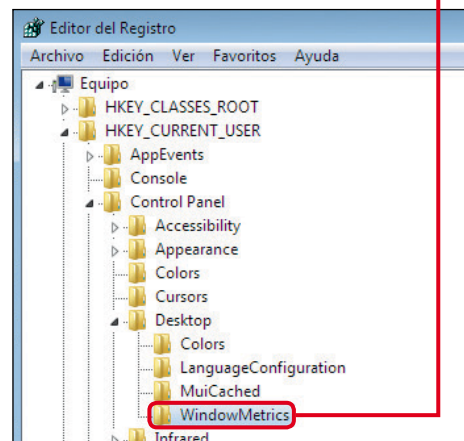 Editor del Registro
Archivo Edición Ver Favoritos Ayuda
Equipo
HKEY_CLASSES_ROOT
HKEY_CURRENT_USER
AppEvents
Console
Control Panel
Accessibility
Appearance
Colors
Cursors
Desktop
Colors
LanguageConfiguration
MuiCached
WindowMetrics
Infrared